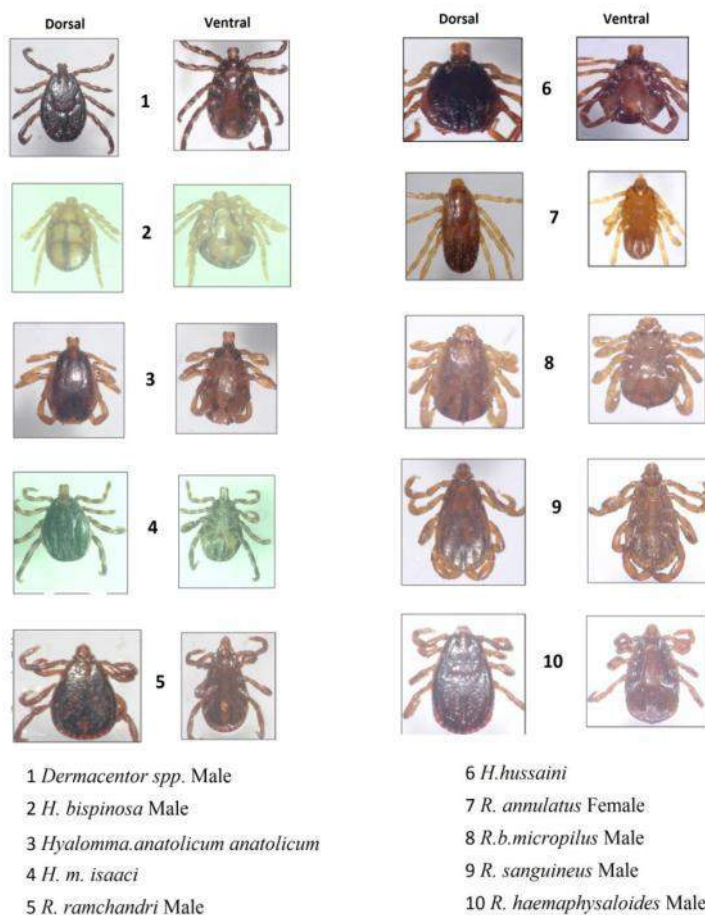 Dorsal
Ventral
1
2
3
4
5
1 Dermacentor spp. Male
2 H. bispinosa Male
3 Hyalomma.anatolicum anatolicum
4 H. m. isaaci
5 R. ramchandri Male
Dorsal
Ventral
6
7
8
9
10
6 H.hussaini
7 R. annulatus Female
8 R.b.micropilus Male
9 R. sanguineus Male
10 R. haemaphysaloides Male